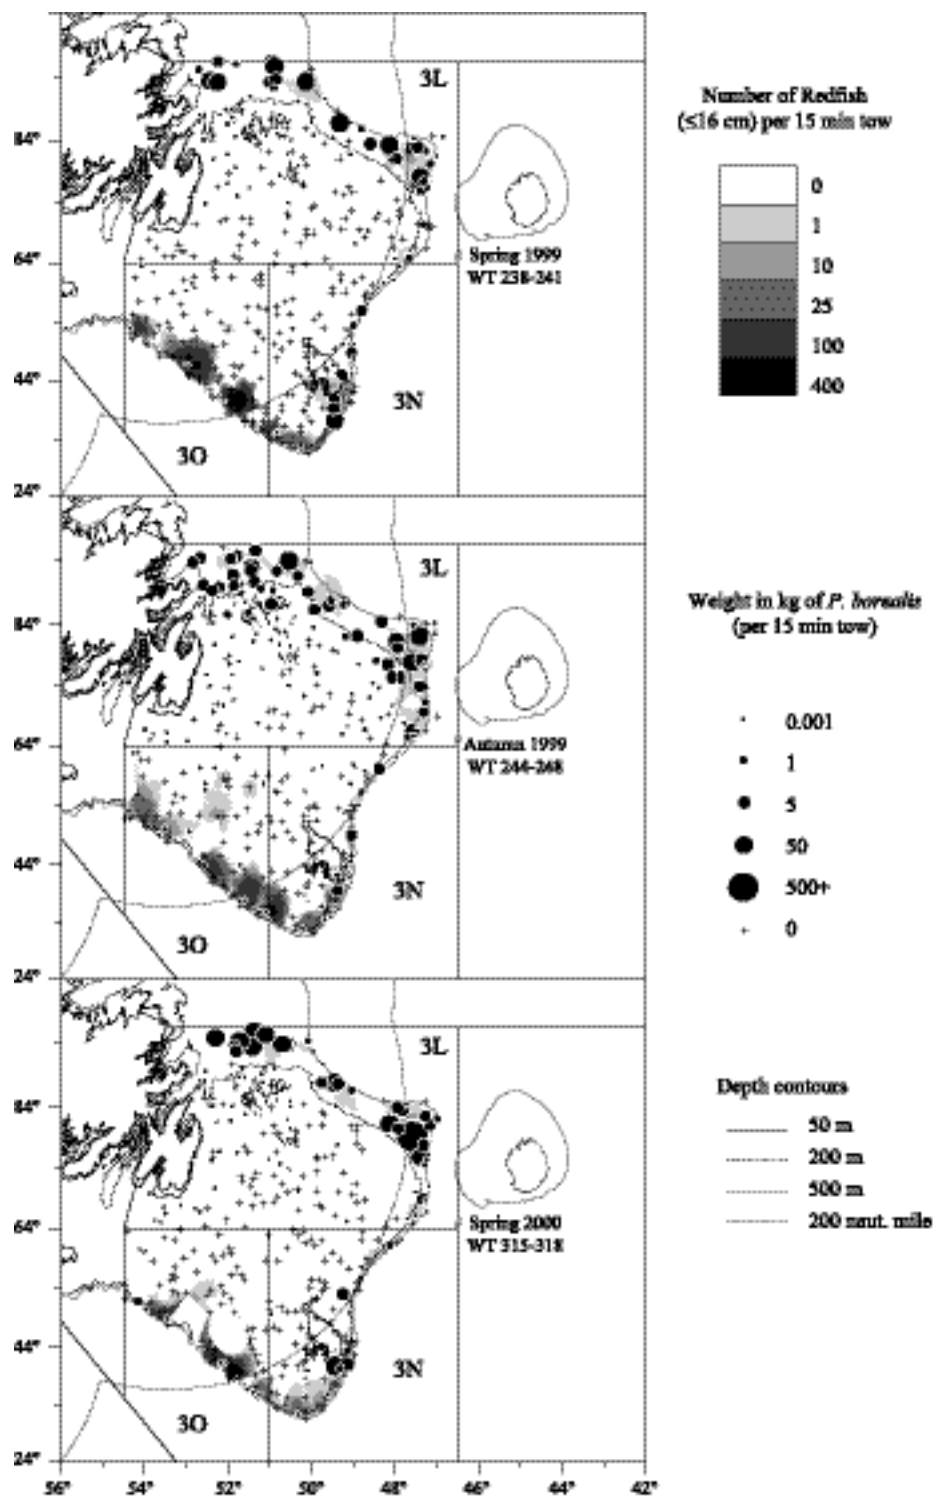 3L
84°
Spring 1999
WT 238-241
64°
44°
3N
3O
24°
3L
84°
Autumn 1999
WT 244-248
64°
44°
3N
3O
24°
3L
84°
Spring 2000
WT 315-318
64°
44°
3N
3O
24°
56° 54° 52° 50° 48° 46° 44° 42°
Number of Redfish
(≤16 cm) per 15 min tow
0
1
10
25
100
400
Weight in kg of P. borealis
(per 15 min tow)
0.001
1
5
50
500+
0
Depth contours
50 m
200 m
500 m
200 naut. mile